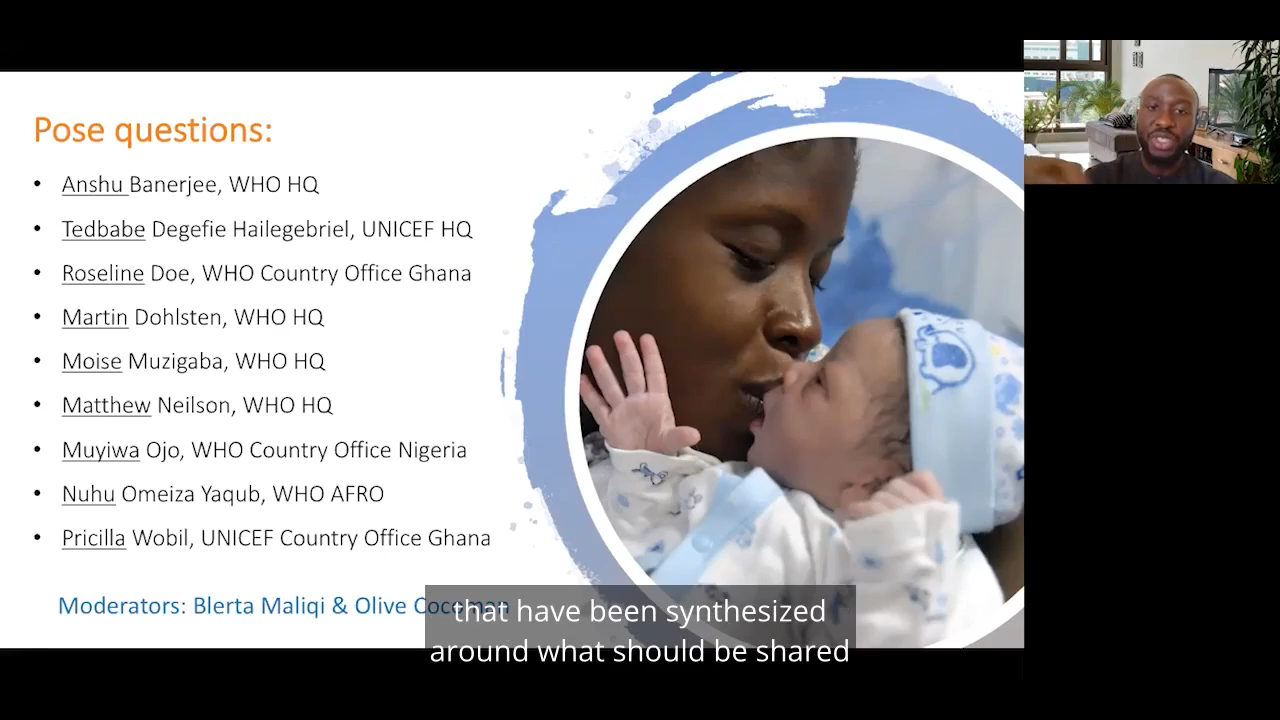 Pose questions:
• Anshu Banerjee, WHO HQ
• Tedbabe Degefie Hailegebriel, UNICEF HQ
• Roseline Doe, WHO Country Office Ghana
• Martin Dohlsten, WHO HQ
• Moise Muzigaba, WHO HQ
• Matthew Neilson, WHO HQ
• Muyiwa Ojo, WHO Country Office Nigeria
• Nuhu Omeiza Yaqub, WHO AFRO
• Pricilla Wobil, UNICEF Country Office Ghana
Moderators: Blerta Maliqi & Olive Cocoman
that have been synthesized
around what should be shared